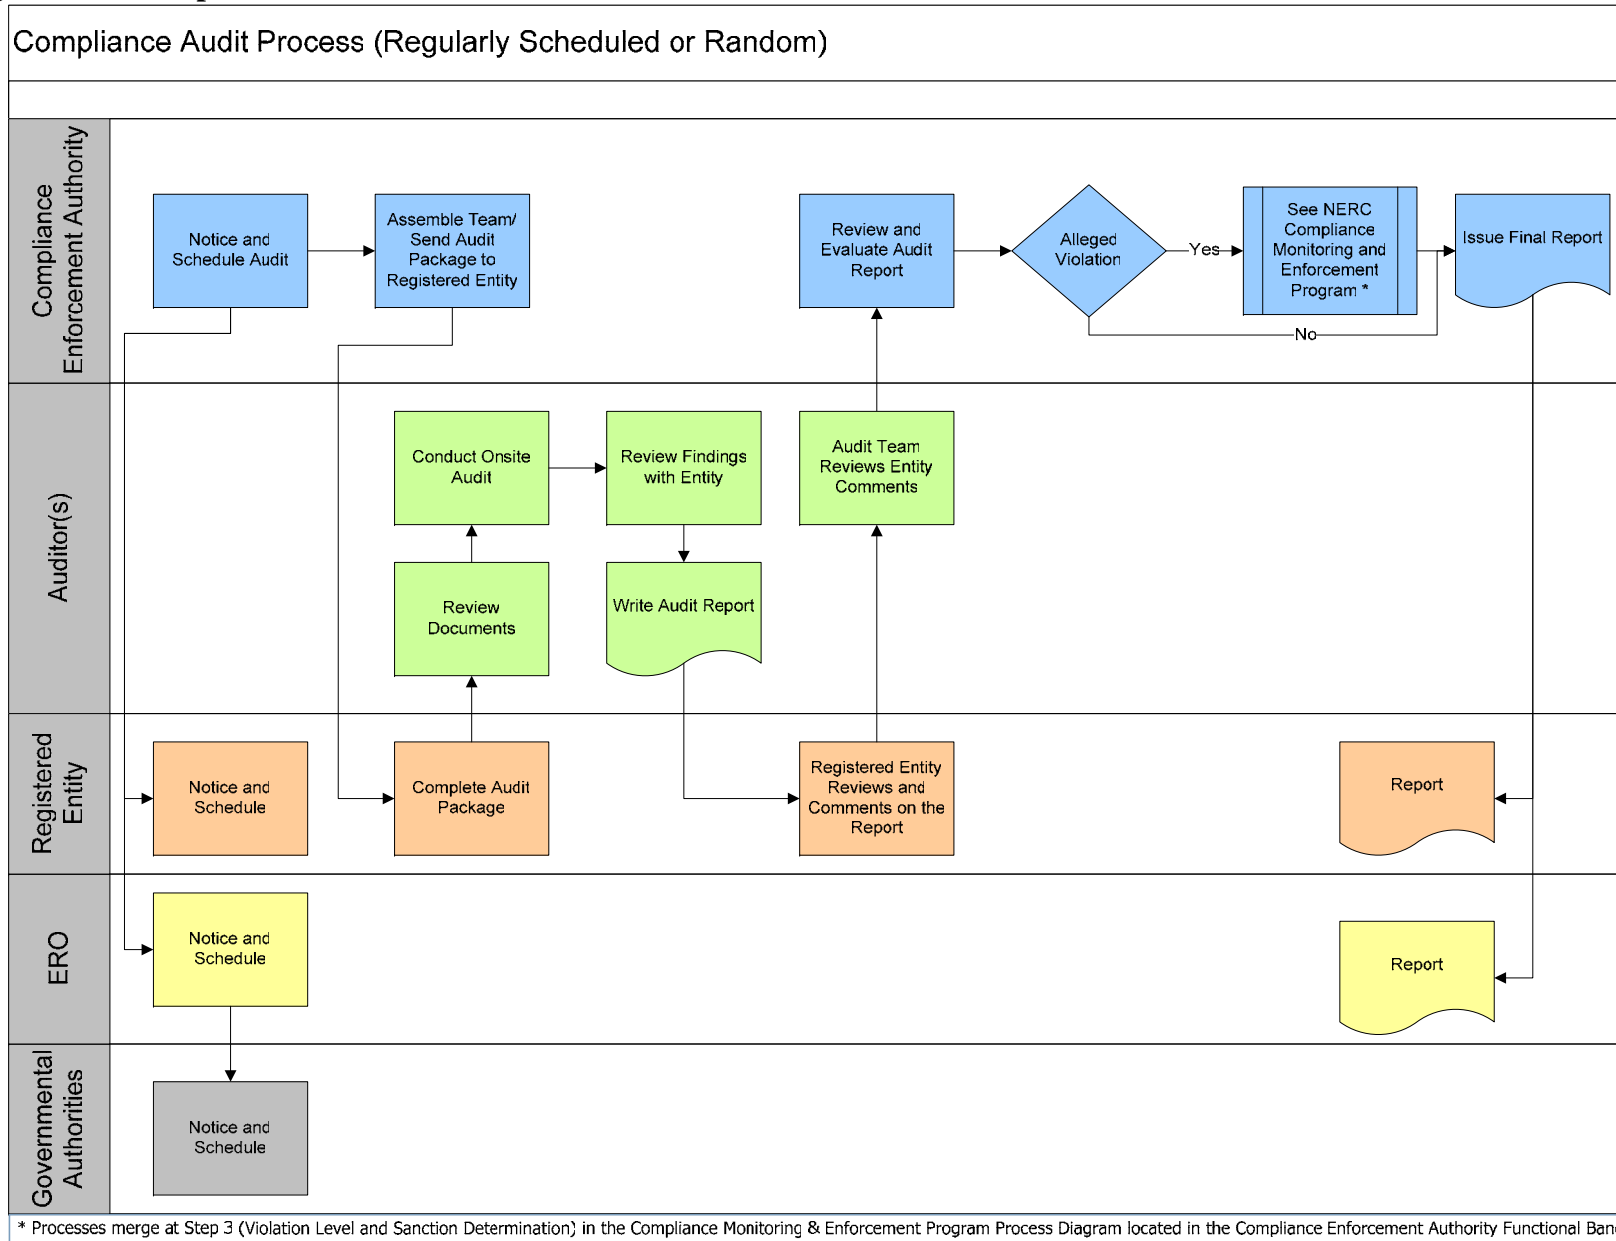 Compliance Audit Process (Regularly Scheduled or Random)
Compliance
Enforcement Authority
Notice and
Schedule Audit
Assemble Team/
Send Audit
Package to
Registered Entity
Review and
Evaluate Audit
Report
Alleged
Violation
Yes
No
See NERC
Compliance
Monitoring and
Enforcement
Program *
Issue Final Report
Auditor(s)
Conduct Onsite
Audit
Review Findings
with Entity
Audit Team
Reviews Entity
Comments
Review
Documents
Write Audit Report
Registered
Entity
Notice and
Schedule
Complete Audit
Package
Registered Entity
Reviews and
Comments on the
Report
Report
ERO
Notice and
Schedule
Report
Governmental
Authorities
Notice and
Schedule
* Processes merge at Step 3 (Violation Level and Sanction Determination) in the Compliance Monitoring & Enforcement Program Process Diagram located in the Compliance Enforcement Authority Functional